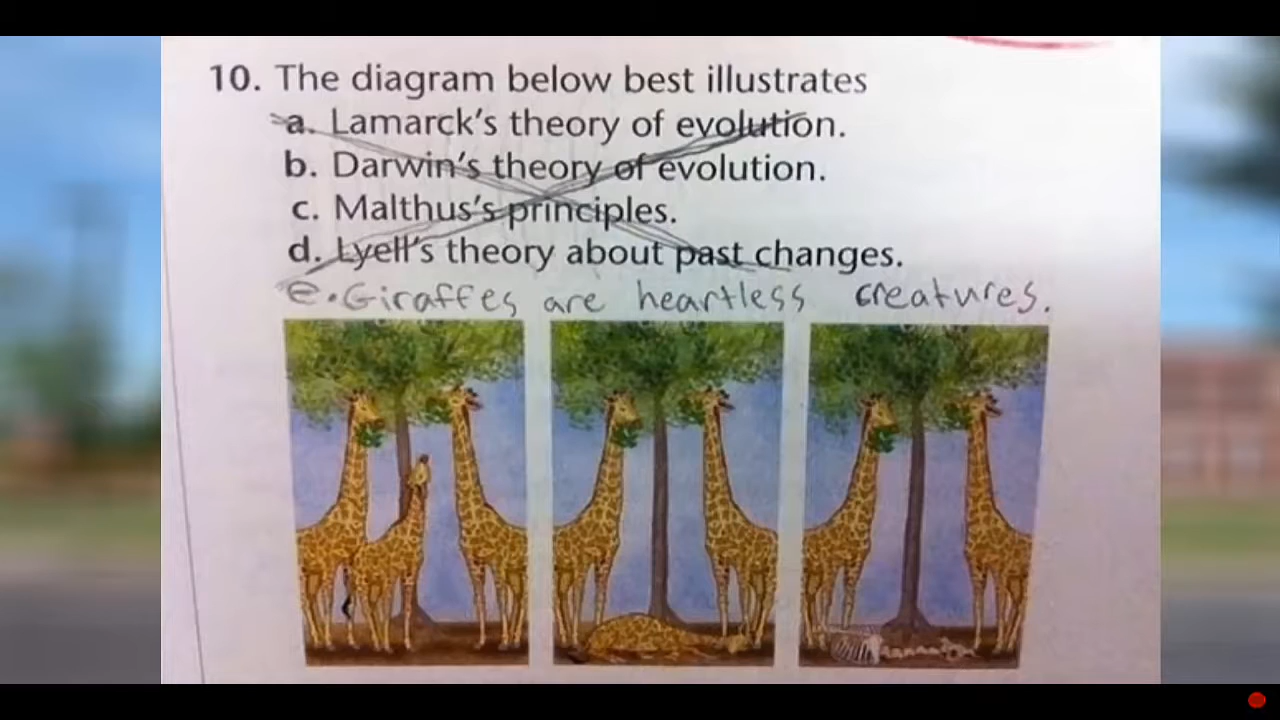 10. The diagram below best illustrates
a. Lamarck's theory of evolution.
b. Darwin's theory of evolution.
c. Malthus's principles.
d. Lyell's theory about past changes.
e. Giraffes are heartless creatures.